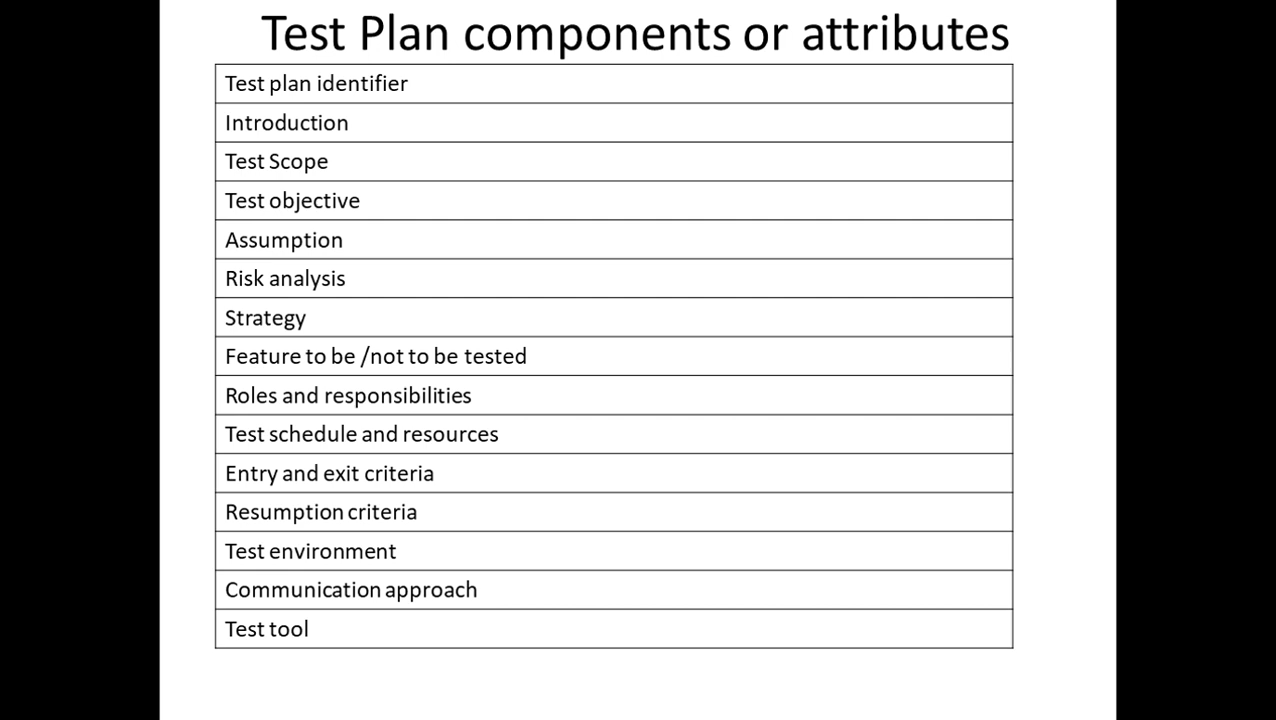 Test Plan components or attributes
Test plan identifier
Introduction
Test Scope
Test objective
Assumption
Risk analysis
Strategy
Feature to be /not to be tested
Roles and responsibilities
Test schedule and resources
Entry and exit criteria
Resumption criteria
Test environment
Communication approach
Test tool